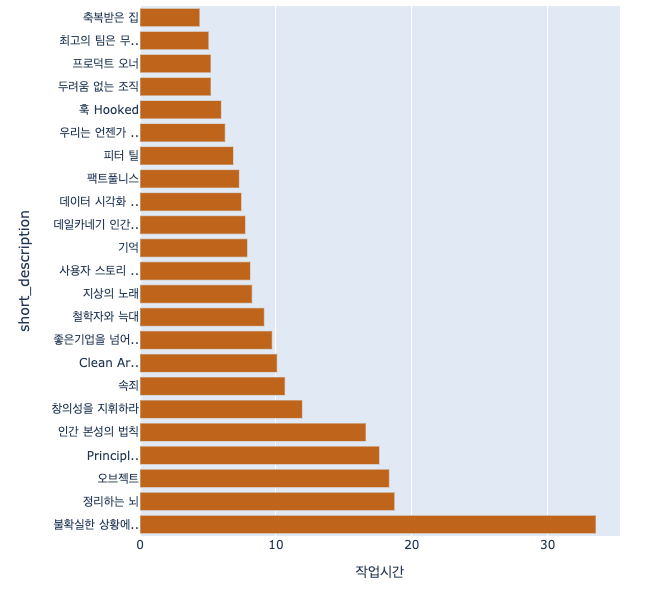 축복받은 집
최고의 팀은 무..
프로덕트 오너
두려움 없는 조직
훅 Hooked
우리는 언젠가 ..
피터 틸
팩트풀니스
데이터 시각화 ..
데일카네기 인간..
기억
사용자 스토리 ..
지상의 노래
철학자와 늑대
좋은기업을 넘어..
Clean Ar..
속죄
창의성을 지휘하라
인간 본성의 법칙
Principl..
오브젝트
정리하는 뇌
불확실한 상황에..
short_description
0 10 20 30
작업시간